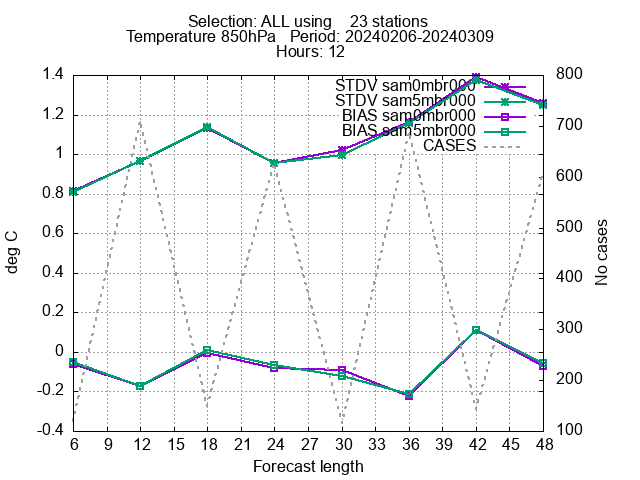 Selection: ALL using 23 stations
Temperature 850hPa Period: 20240206-20240309
Hours: 12
STDV sam0mbr000
STDV sam5mbr000
BIAS sam0mbr000
BIAS sam5mbr000
CASES
1.4
1.2
1
0.8
0.6
0.4
0.2
0
-0.2
-0.4
deg C
800
700
600
500
400
300
200
100
No cases
6 12 18 24 27 30 33 36 39 42 45 48
Forecast length